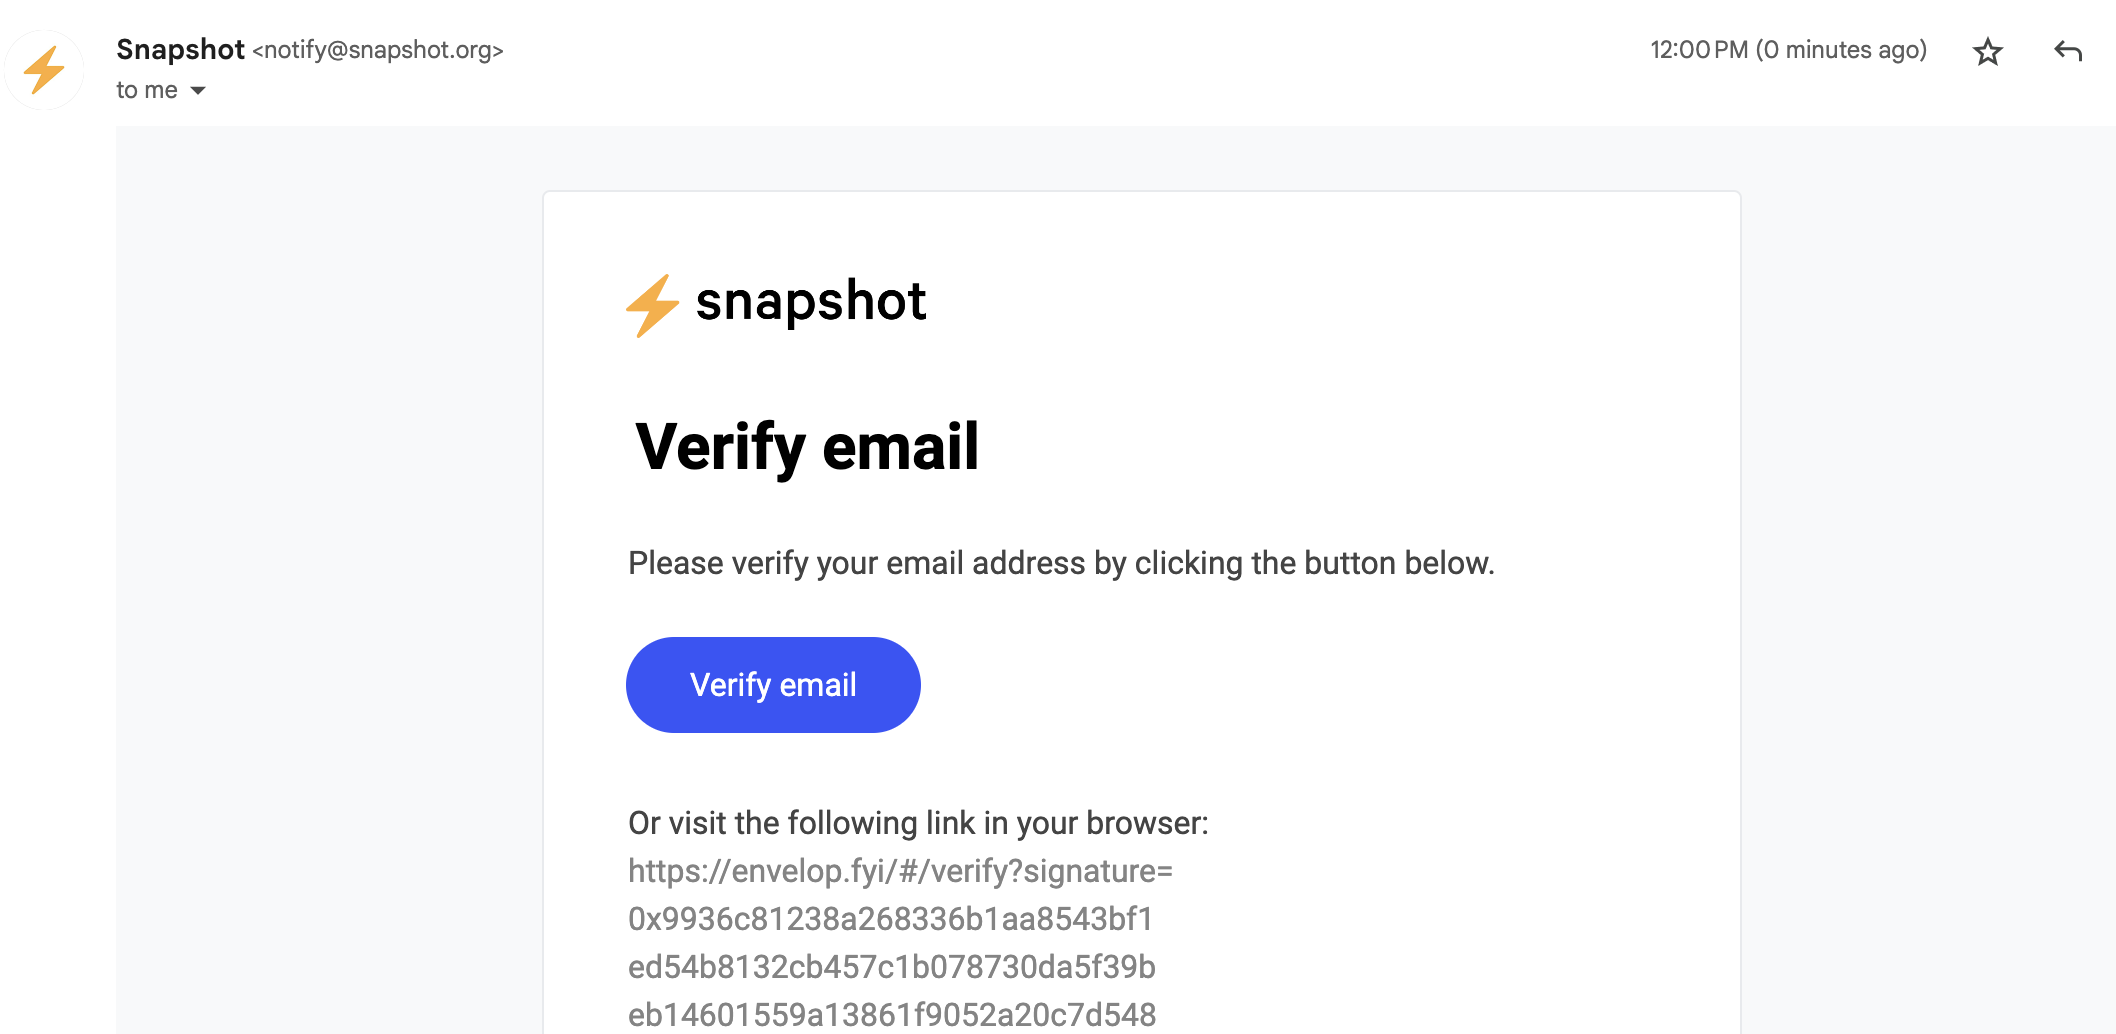 Snapshot <notify@snapshot.org>
12:00 PM (0 minutes ago)
to me
snapshot
Verify email
Please verify your email address by clicking the button below.
Verify email
Or visit the following link in your browser:
https://envelop.fyi/#/verify?signature=
0x9936c81238a268336b1aa8543bf1
ed54b8132cb457c1b078730da5f39b
eb14601559a13861f9052a20c7d548